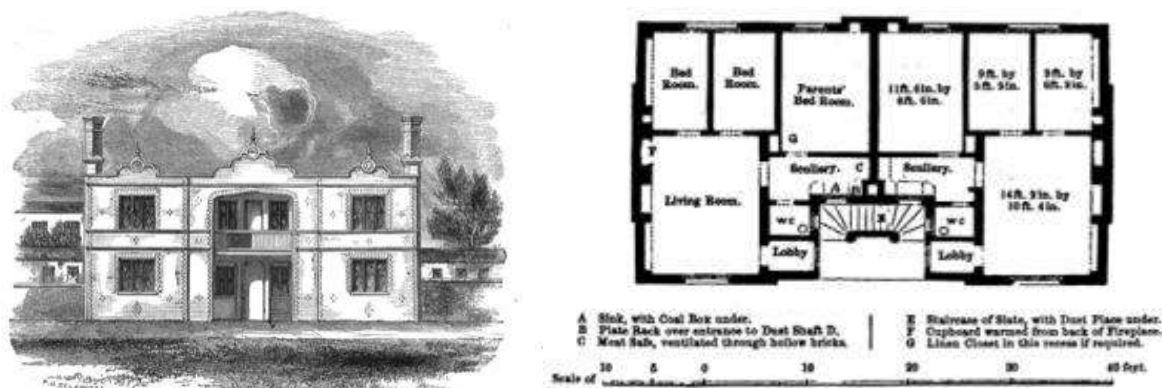 Bed
Room.
Bed
Room.
Parents'
Bed Room.
11ft. 6in. by
8ft. 6in.
9ft. by
5ft. 9in.
9ft. by
6ft. 2in.
F
G
Scullery.
C
A
Scullery.
Living Room.
14ft. 2in. by
10ft. 4in.
WC
E
WC
Lobby
Lobby
A Sink, with Coal Box under.
B Plate Rack over entrance to Dust Shaft D.
C Meat Safe, ventilated through hollow bricks.
E Staircase of Slate, with Dust Place under.
F Cupboard warmed from back of Fireplace.
G Linen Closet in this recess if required.
Scale of
10 5 0 10 20 30 40 feet.